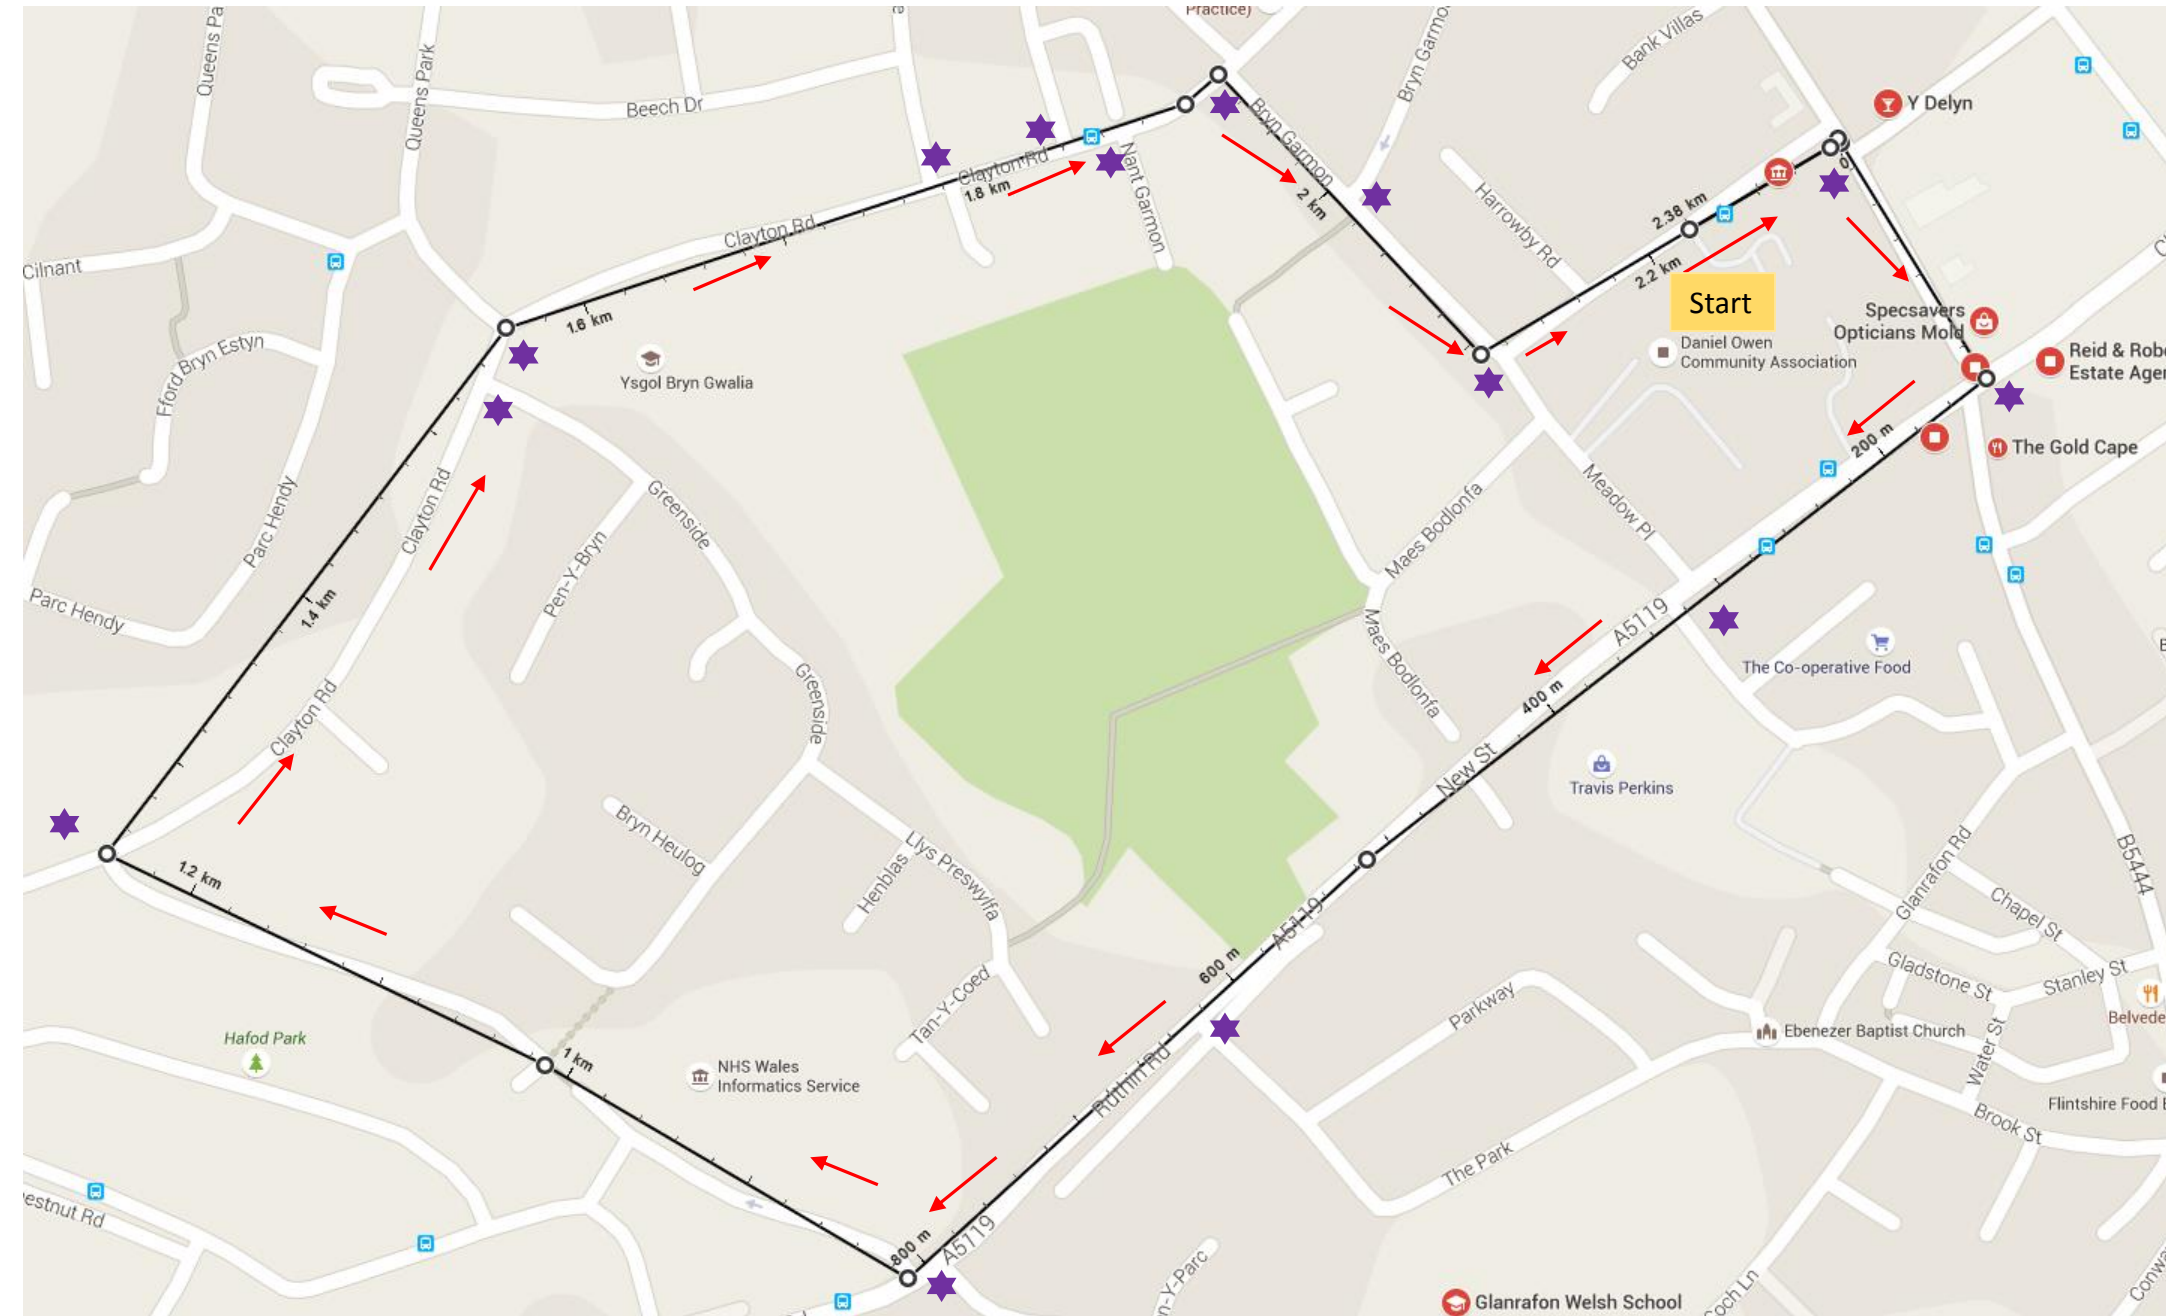 Practice)
Queens Pa
Queens Park
Beech Dr
Bryn Garmo
Bank Villas
Y Delyn
Bryn Garmon
Clayton Rd
1.8 km
Nant Garmon
2 km
Harrowby Rd
2.38 km
0
Clayton Rd
2.2 km
Cilnant
Start
Specsavers
Opticians Mold
1.6 km
Daniel Owen
Community Association
Reid & Robe
Estate Ager
Ffordd Bryn Estyn
Ysgol Bryn Gwalia
200 m
The Gold Cape
Clayton Rd
Greenside
Meadow Pl
Parc Hendy
Pen-Y-Bryn
Maes Bodlonfa
1.4 km
Parc Hendy
A5119
Maes Bodlonfa
The Co-operative Food
Greenside
400 m
Clayton Rd
New St
Travis Perkins
Bryn Heulog
Llys Preswylfa
Henblas
1.2 km
B5444
Glanrafon Rd
Chapel St
A5119
600 m
Gladstone St
Stanley St
Tan-Y-Coed
Parkway
Belvede
Hafod Park
Ebenezer Baptist Church
1 km
NHS Wales
Informatics Service
Water St
Ruthin Rd
Flintshire Food E
Brook St
The Park
estnut Rd
800 m
A5119
n-Y-Parc
Conwa
och Ln
Glanrafon Welsh School